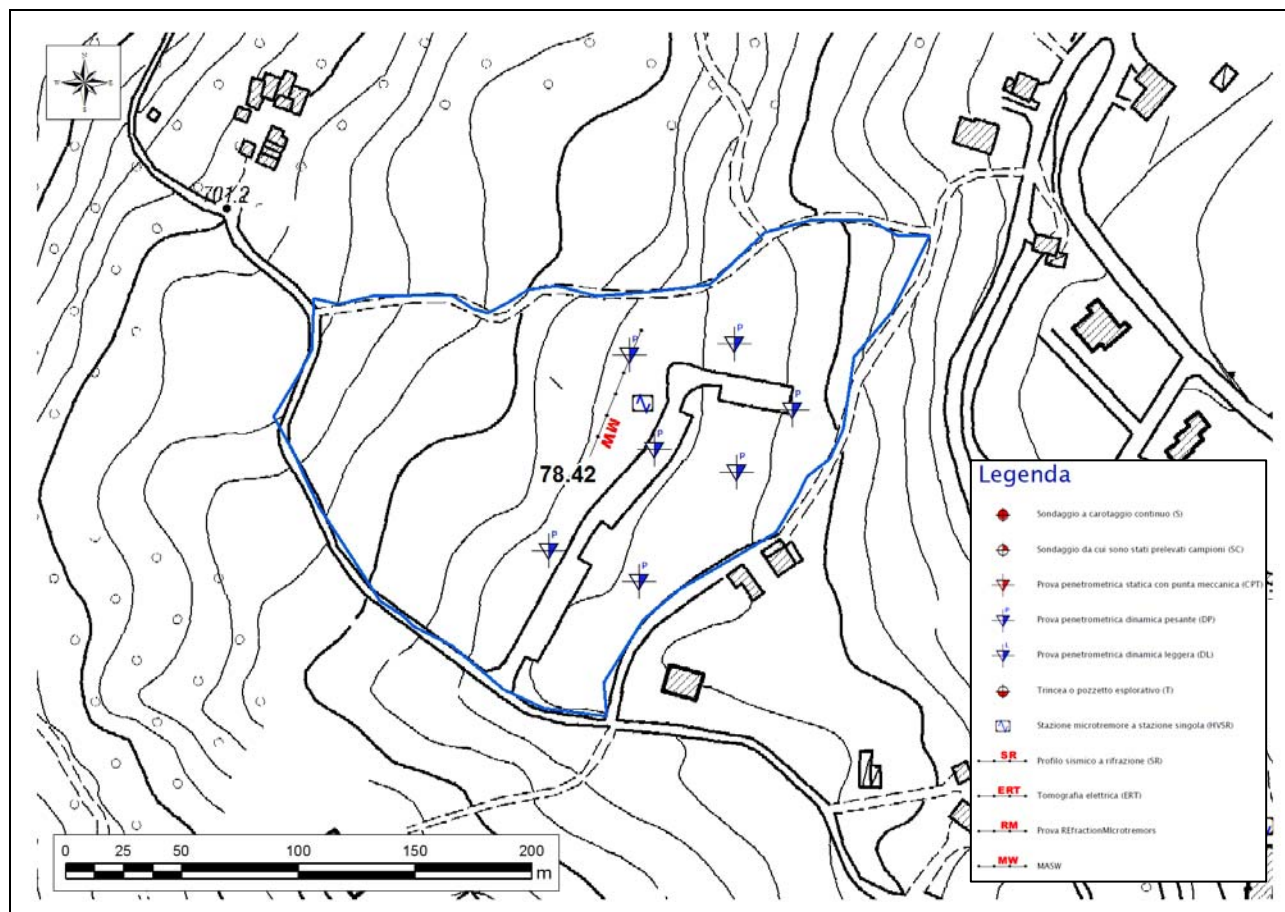 701.2
P
P
P
MW
P
P
78.42
P
P
Legenda
Sondaggio a carotaggio continuo (S)
Sondaggio da cui sono stati prelevati campioni (SC)
Prova penetrometrica statica con punta meccanica (CPT)
P
Prova penetrometrica dinamica pesante (DP)
L
Prova penetrometrica dinamica leggera (DL)
Trincea o pozzetto esplorativo (T)
Stazione microtremore a stazione singola (HVSR)
SR
Profilo sismico a rifrazione (SR)
ERT
Tomografia elettrica (ERT)
RM
Prova REfractionMIcrotremors
MW
MASW
0 25 50 100 150 200
m